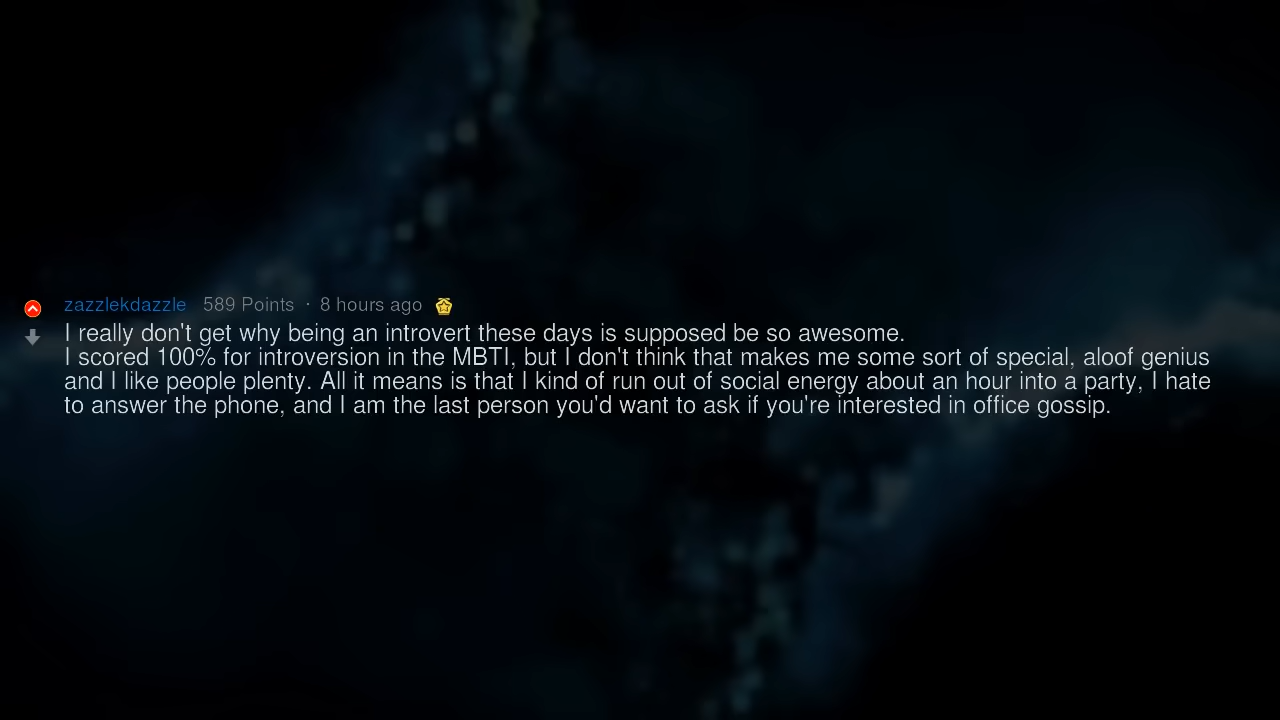 zazzlekdazzle 589 Points · 8 hours ago
I really don't get why being an introvert these days is supposed be so awesome.
I scored 100% for introversion in the MBTI, but I don't think that makes me some sort of special, aloof genius
and I like people plenty. All it means is that I kind of run out of social energy about an hour into a party, I hate
to answer the phone, and I am the last person you'd want to ask if you're interested in office gossip.